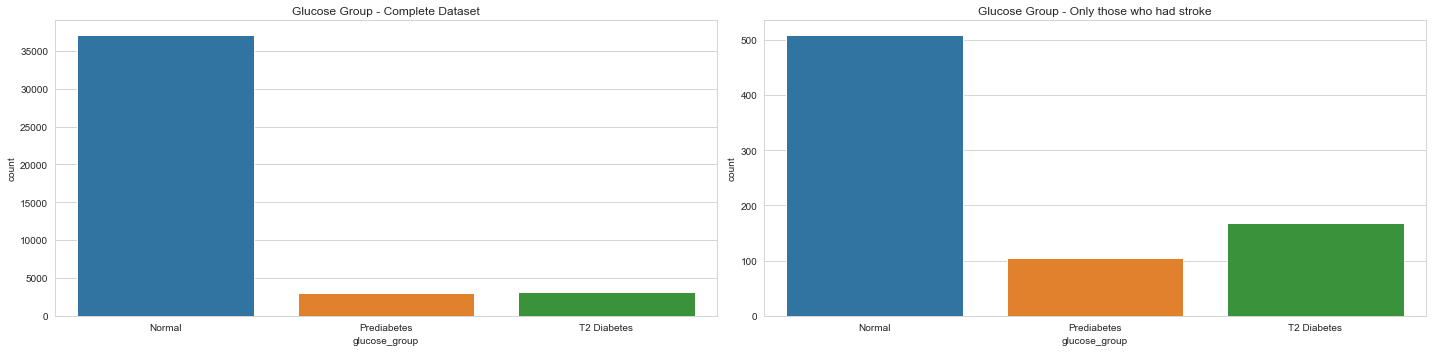 Glucose Group - Complete Dataset
35000
30000
25000
20000
15000
10000
5000
0
count
Normal
Prediabetes
T2 Diabetes
glucose_group
Glucose Group - Only those who had stroke
500
400
300
200
100
0
count
Normal
Prediabetes
T2 Diabetes
glucose_group